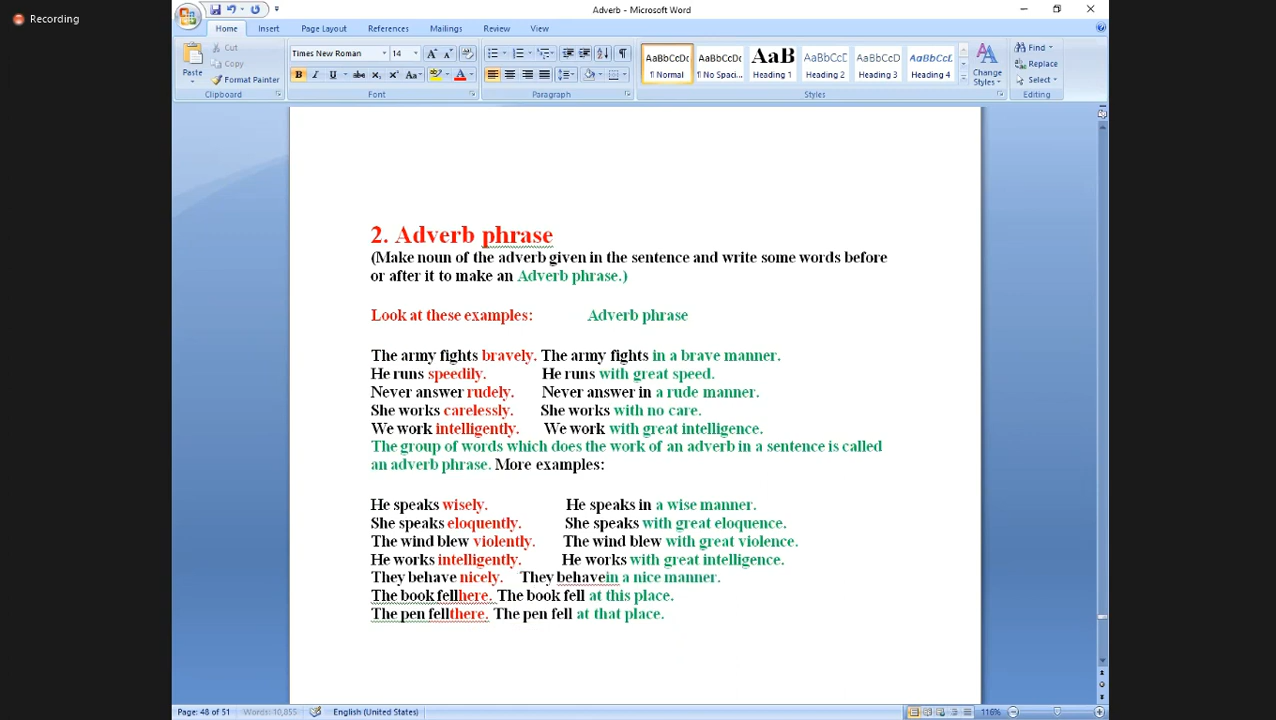 Recording
Adverb - Microsoft Word
Home Insert Page Layout References Mailings Review View
Paste
Cut
Copy
Format Painter
Clipboard
Times New Roman 14
Font
Paragraph
AaBbCcDc AaBbCcDc AaB AaBbCcD AaBbCcD AaBbCcD
¶ Normal ¶ No Spaci... Heading 1 Heading 2 Heading 3 Heading 4
Change Styles
Styles
Find
Replace
Select
Editing
2. Adverb phrase
(Make noun of the adverb given in the sentence and write some words before
or after it to make an Adverb phrase.)
Look at these examples: Adverb phrase
The army fights bravely. The army fights in a brave manner.
He runs speedily. He runs with great speed.
Never answer rudely. Never answer in a rude manner.
She works carelessly. She works with no care.
We work intelligently. We work with great intelligence.
The group of words which does the work of an adverb in a sentence is called
an adverb phrase. More examples:
He speaks wisely. He speaks in a wise manner.
She speaks eloquently. She speaks with great eloquence.
The wind blew violently. The wind blew with great violence.
He works intelligently. He works with great intelligence.
They behave nicely. They behavein a nice manner.
The book fellhere. The book fell at this place.
The pen fellthere. The pen fell at that place.
Page: 48 of 51 Words: 10,855 English (United States) 116%